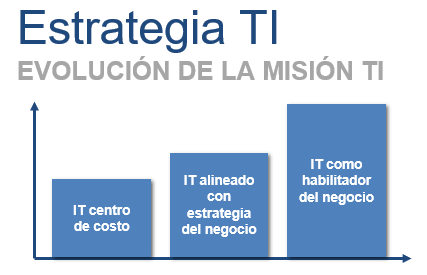 Estrategia TI
EVOLUCIÓN DE LA MISIÓN TI
IT centro
de costo
IT alineado
con
estrategia
del negocio
IT como
habilitador
del negocio